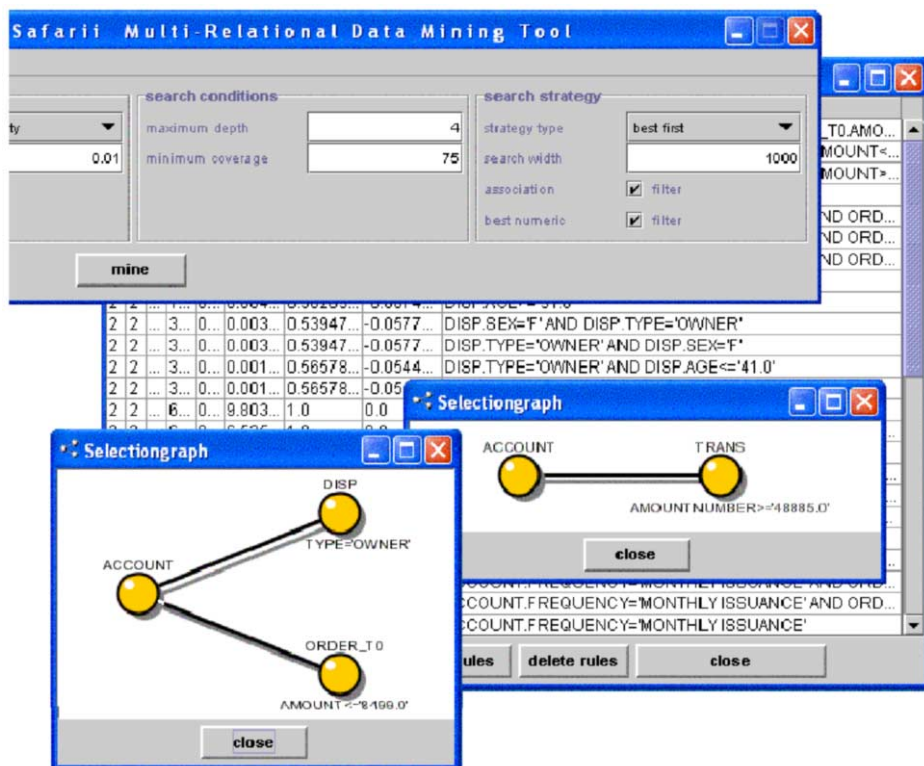 Safarii Multi-Relational Data Mining Tool
search conditions
search strategy
maximum depth 4
strategy type best first
0.01
minimum coverage 75
search width 1000
association filter
best numeric filter
mine
_T0.AMO...
MOUNT<...
MOUNT>...
ND ORD...
ND ORD...
ND ORD...
2 2 ... 3... 0... 0.003... 0.53947... -0.0577... DISP.SEX='F' AND DISP.TYPE='OWNER'
2 2 ... 3... 0... 0.003... 0.53947... -0.0577... DISP.TYPE='OWNER' AND DISP.SEX='F'
2 2 ... 3... 0... 0.001... 0.56578... -0.0544... DISP.TYPE='OWNER' AND DISP.AGE<='41.0'
2 2 ... 3... 0... 0.001... 0.56578...
2 2 ... 6... 0... 9.803... 1.0 0.0
Selectiongraph
ACCOUNT TRANS
AMOUNT NUMBER>='48885.0'
close
Selectiongraph
DISP
TYPE='OWNER'
ACCOUNT
ORDER_T0
AMOUNT<='8499.0'
close
CCOUNT.FREQUENCY='MONTHLY ISSUANCE' AND ORD...
CCOUNT.FREQUENCY='MONTHLY ISSUANCE'
ules delete rules close